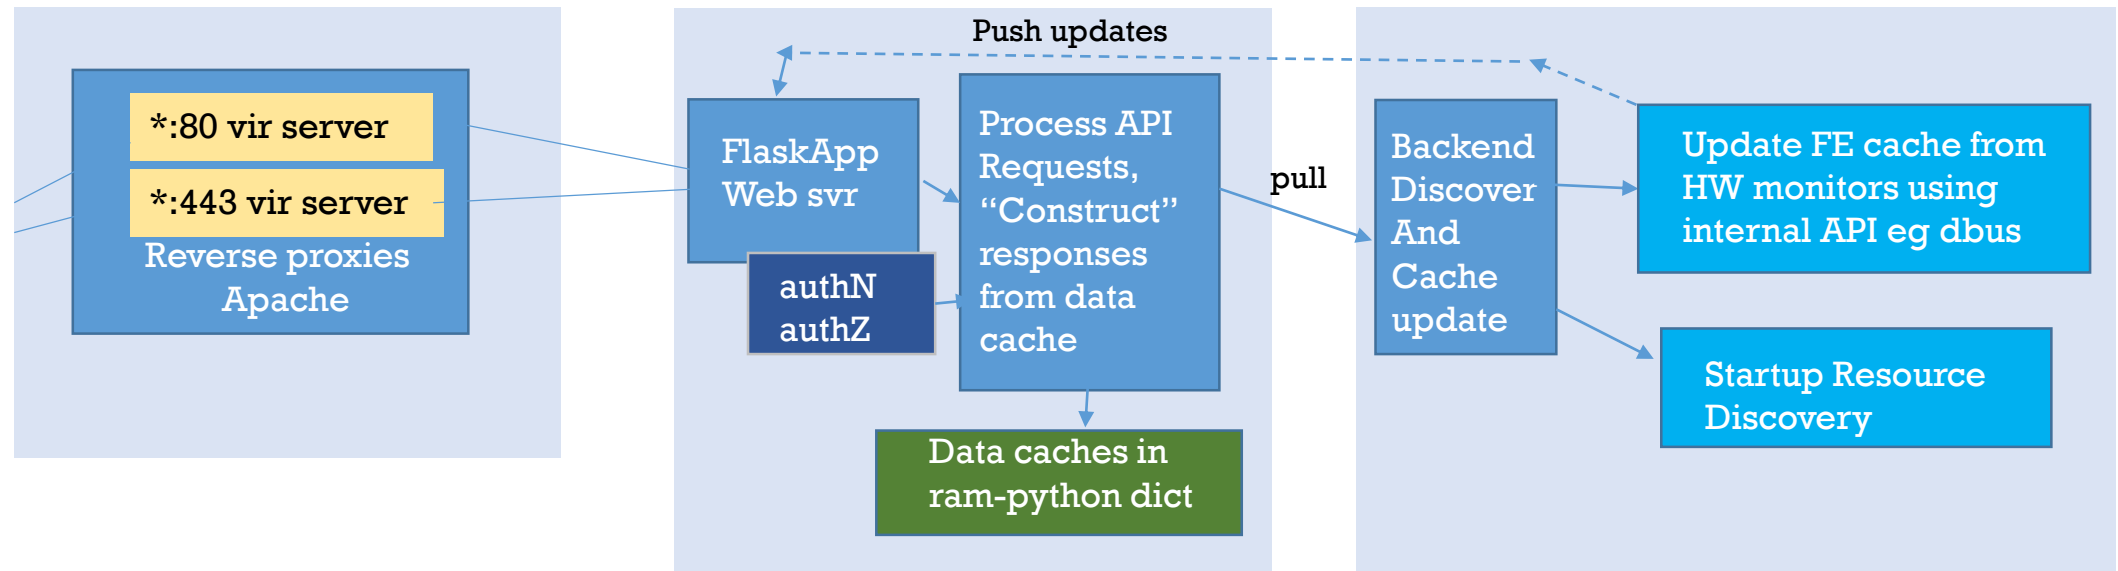 *:80 vir server
*:443 vir server
Reverse proxies
Apache
Push updates
FlaskApp
Web svr
authN
authZ
Process API
Requests,
“Construct”
responses
from data
cache
Data caches in
ram-python dict
pull
Backend
Discover
And
Cache
update
Update FE cache from
HW monitors using
internal API eg dbus
Startup Resource
Discovery